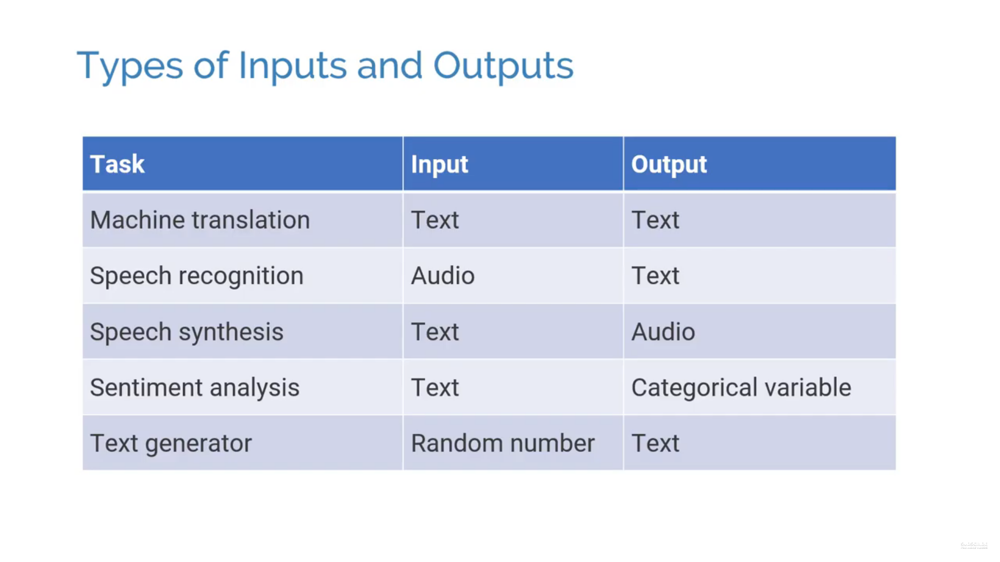 Types of Inputs and Outputs
Task Input Output
Machine translation Text Text
Speech recognition Audio Text
Speech synthesis Text Audio
Sentiment analysis Text Categorical variable
Text generator Random number Text
SUBSCRIBE